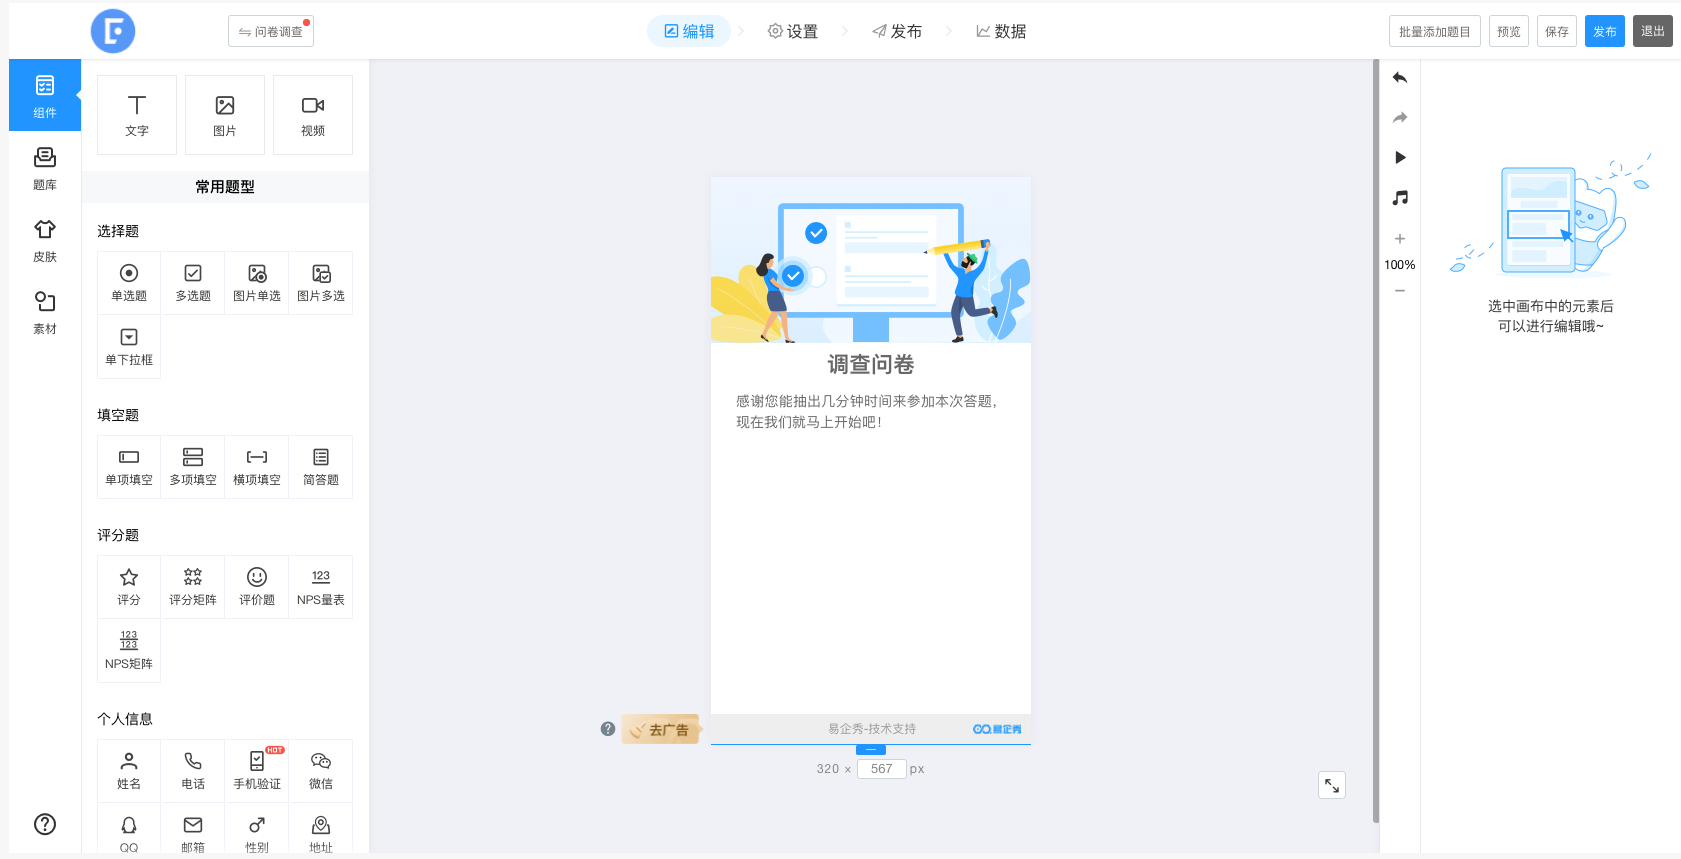 问卷调查
编辑
设置
发布
数据
批量添加题目
预览
保存
发布
退出
组件
题库
皮肤
素材
文字
图片
视频
常用题型
选择题
单选题
多选题
图片单选
图片多选
单下拉框
填空题
单项填空
多项填空
横项填空
简答题
评分题
评分
评分矩阵
评价题
123
NPS量表
123
123
NPS矩阵
个人信息
姓名
电话
HOT
手机验证
微信
QQ
邮箱
性别
地址
调查问卷
感谢您能抽出几分钟时间来参加本次答题，
现在我们就马上开始吧！
去广告
易企秀-技术支持
易企秀
320 × 567 px
100%
选中画布中的元素后
可以进行编辑哦~